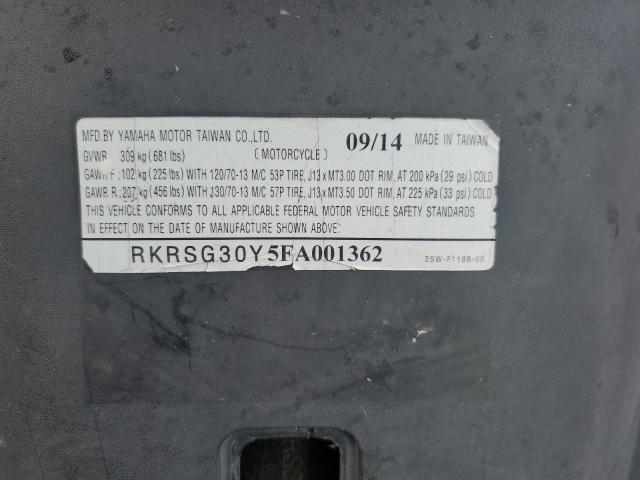 MFD.BY YAMAHA MOTOR TAIWAN CO.,LTD. 09/14 MADE IN TAIWAN
GVWR 309 kg (681 lbs) ( MOTORCYCLE )
GAWR F : 102 kg (225 lbs) WITH 120/70-13 M/C 53P TIRE, J13 x MT3.00 DOT RIM, AT 200 kPa (29 psi) COLD
GAWR R : 207 kg (456 lbs) WITH 130/70-13 M/C 57P TIRE, J13 x MT3.50 DOT RIM, AT 225 kPa (33 psi) COLD
THIS VEHICLE CONFORMS TO ALL APPLICABLE FEDERAL MOTOR VEHICLE SAFETY STANDARDS
IN EFFECT ON THE DATE OF MANUFACTURE SHOWN ABOVE.
RKRSG30Y5FA001362 2SW-F118B-00